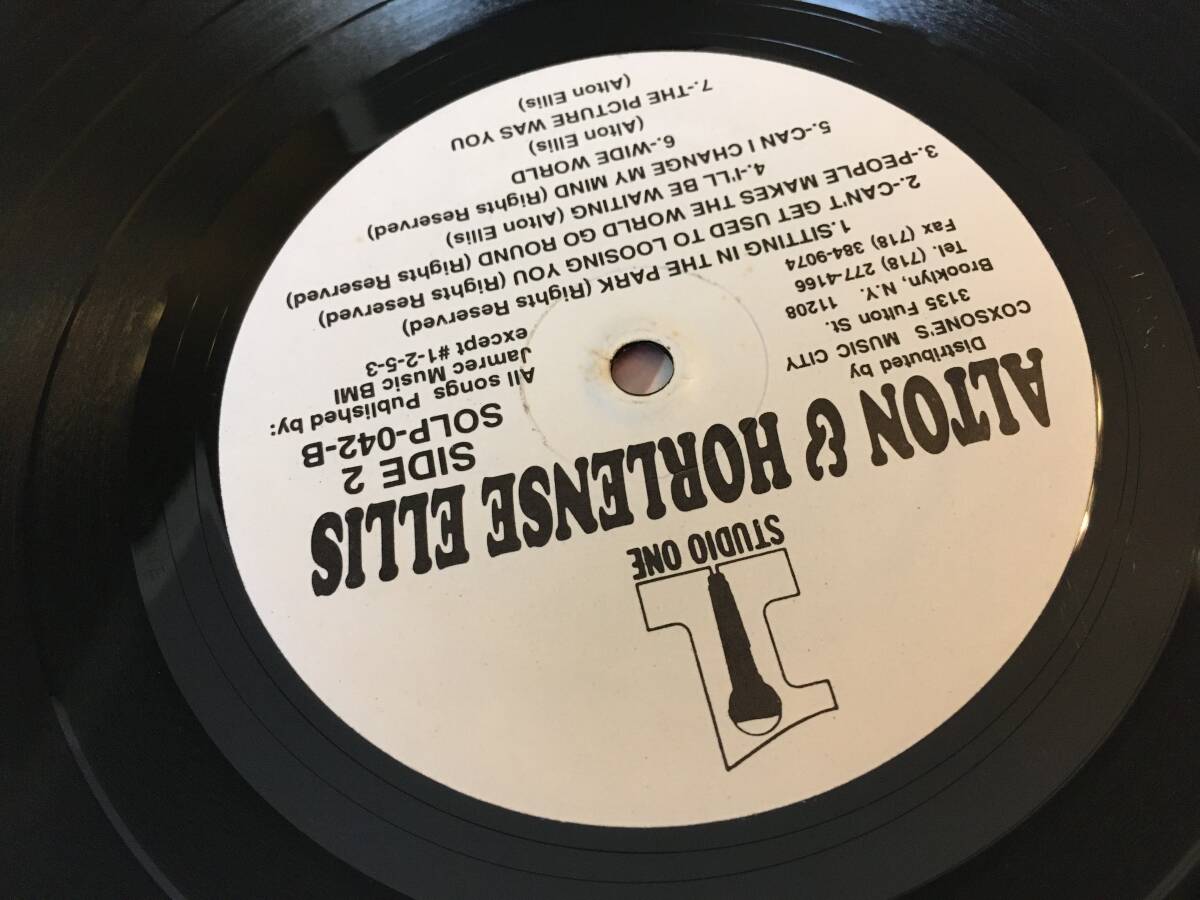 STUDIO ONE
ALTON & HORLENSE ELLIS
Distributed by
COXSONE'S MUSIC CITY
3135 Fulton St.
Brooklyn, N.Y. 11208
Tel. (718) 277-4166
Fax (718) 384-9074
SIDE 2
SOLP-042-B
All songs Published by:
Jamrec Music BMI
except #1-2-5-3
1.SITTING IN THE PARK (Rights Reserved)
2.-CAN'T GET USED TO LOOSING YOU (Rights Reserved)
3.-PEOPLE MAKES THE WORLD GO ROUND (Rights Reserved)
4.-I'LL BE WAITING (Alton Ellis)
5.-CAN I CHANGE MY MIND (Rights Reserved)
6.-WIDE WORLD
(Alton Ellis)
7.-THE PICTURE WAS YOU
(Alton Ellis)